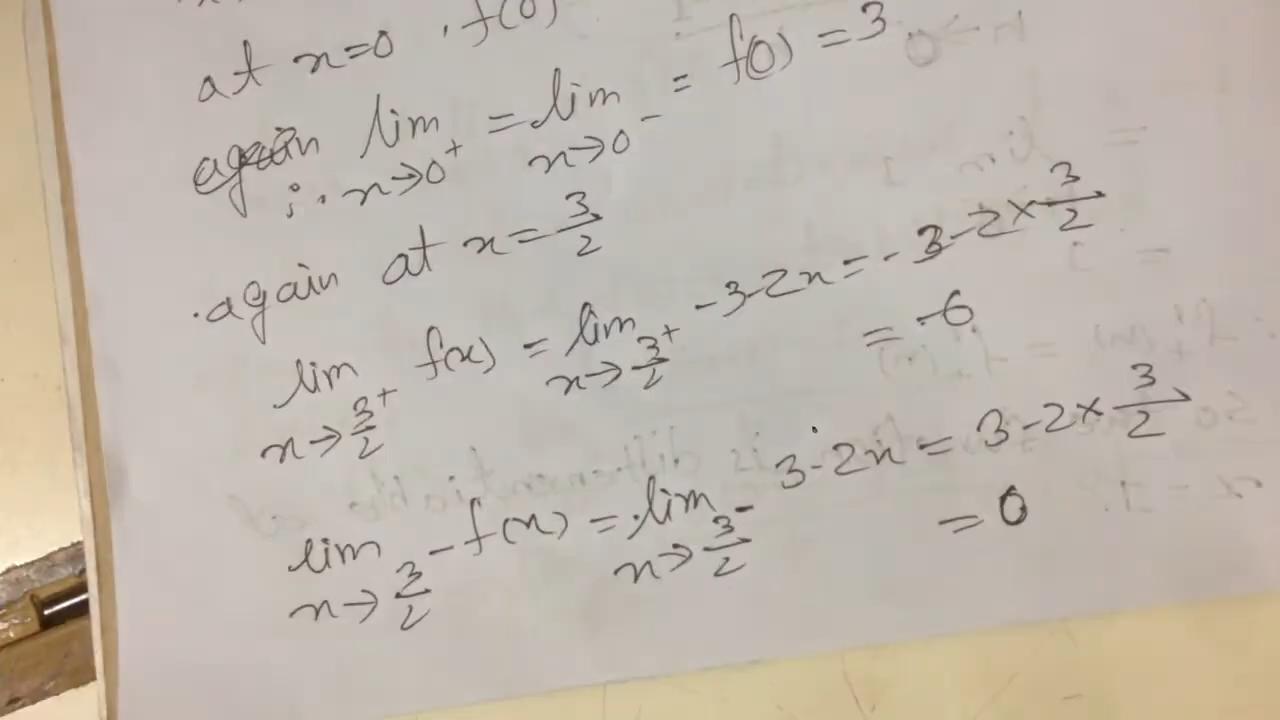 at x=0 , f(0)
again lim = lim = f(0) = 3
∴ x→0⁺ x→0⁻
again at x = 3/2
lim f(x) = lim -3-2x = -3-2×3/2
x→3/2⁺ x→3/2⁺
= -6
lim f(x) = lim 3-2x = 3-2×3/2
x→3/2⁻ x→3/2⁻
= 0